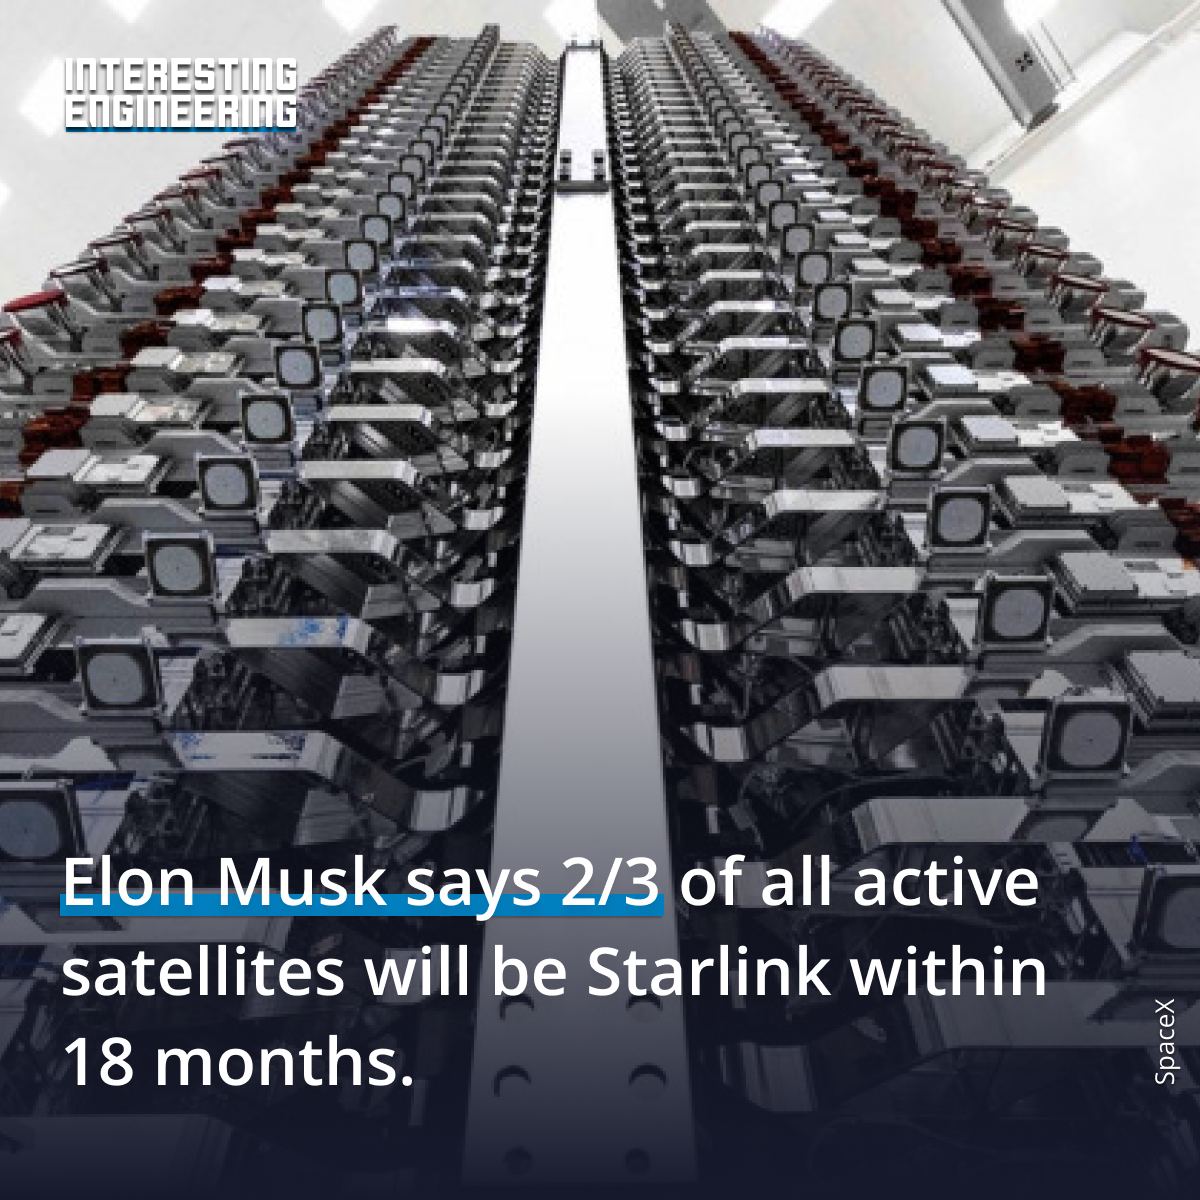 INTERESTING
ENGINEERING
Elon Musk says 2/3 of all active
satellites will be Starlink within
18 months.
SpaceX